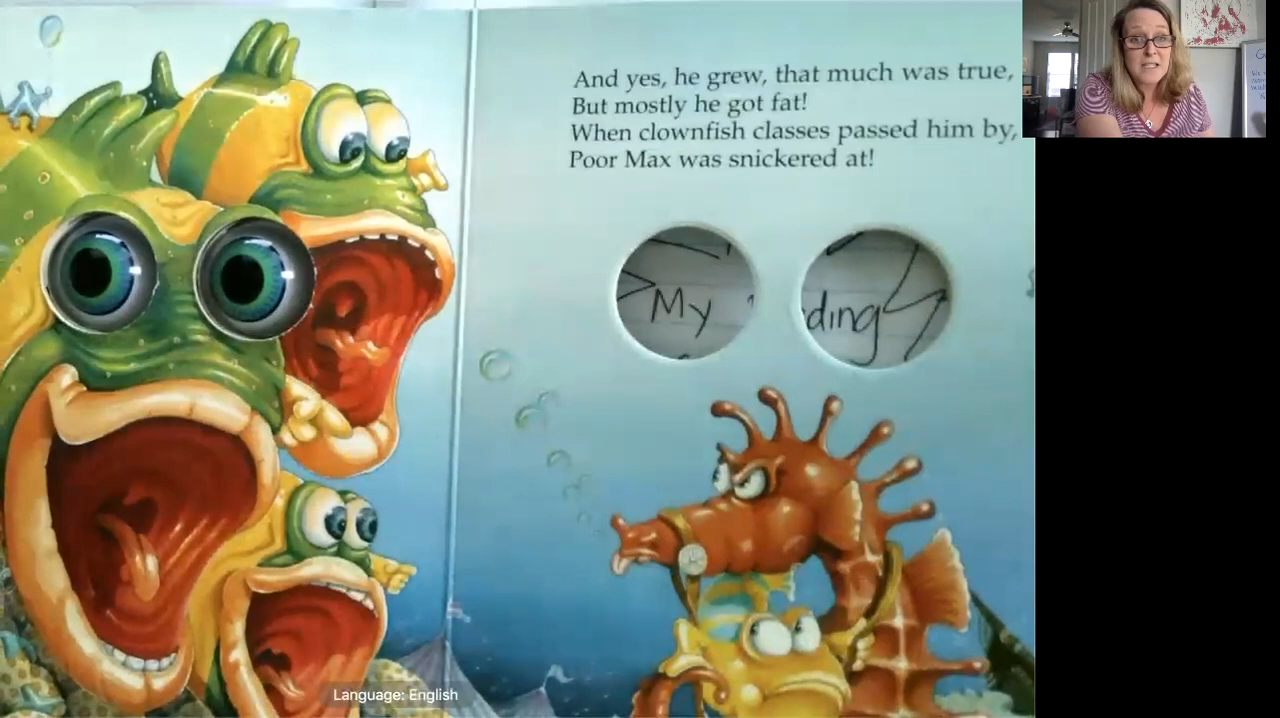 And yes, he grew, that much was true,
But mostly he got fat!
When clownfish classes passed him by,
Poor Max was snickered at!
My
ding
Language: English